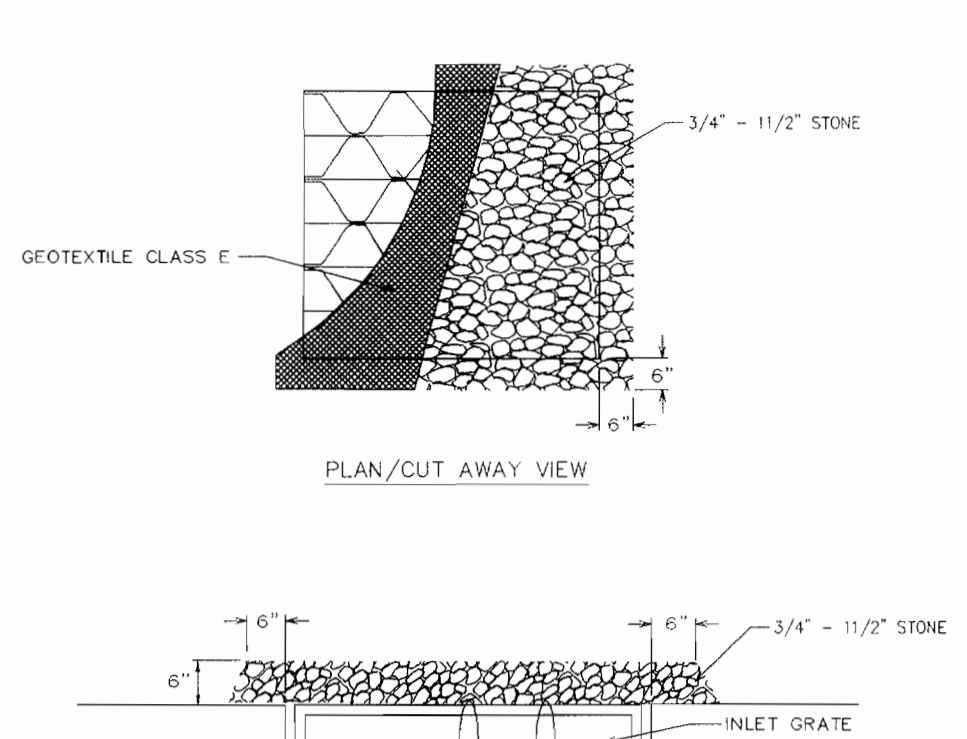 3/4" - 11/2" STONE
GEOTEXTILE CLASS E
6"
6"
PLAN/CUT AWAY VIEW
6"
6"
3/4" - 11/2" STONE
6"
INLET GRATE